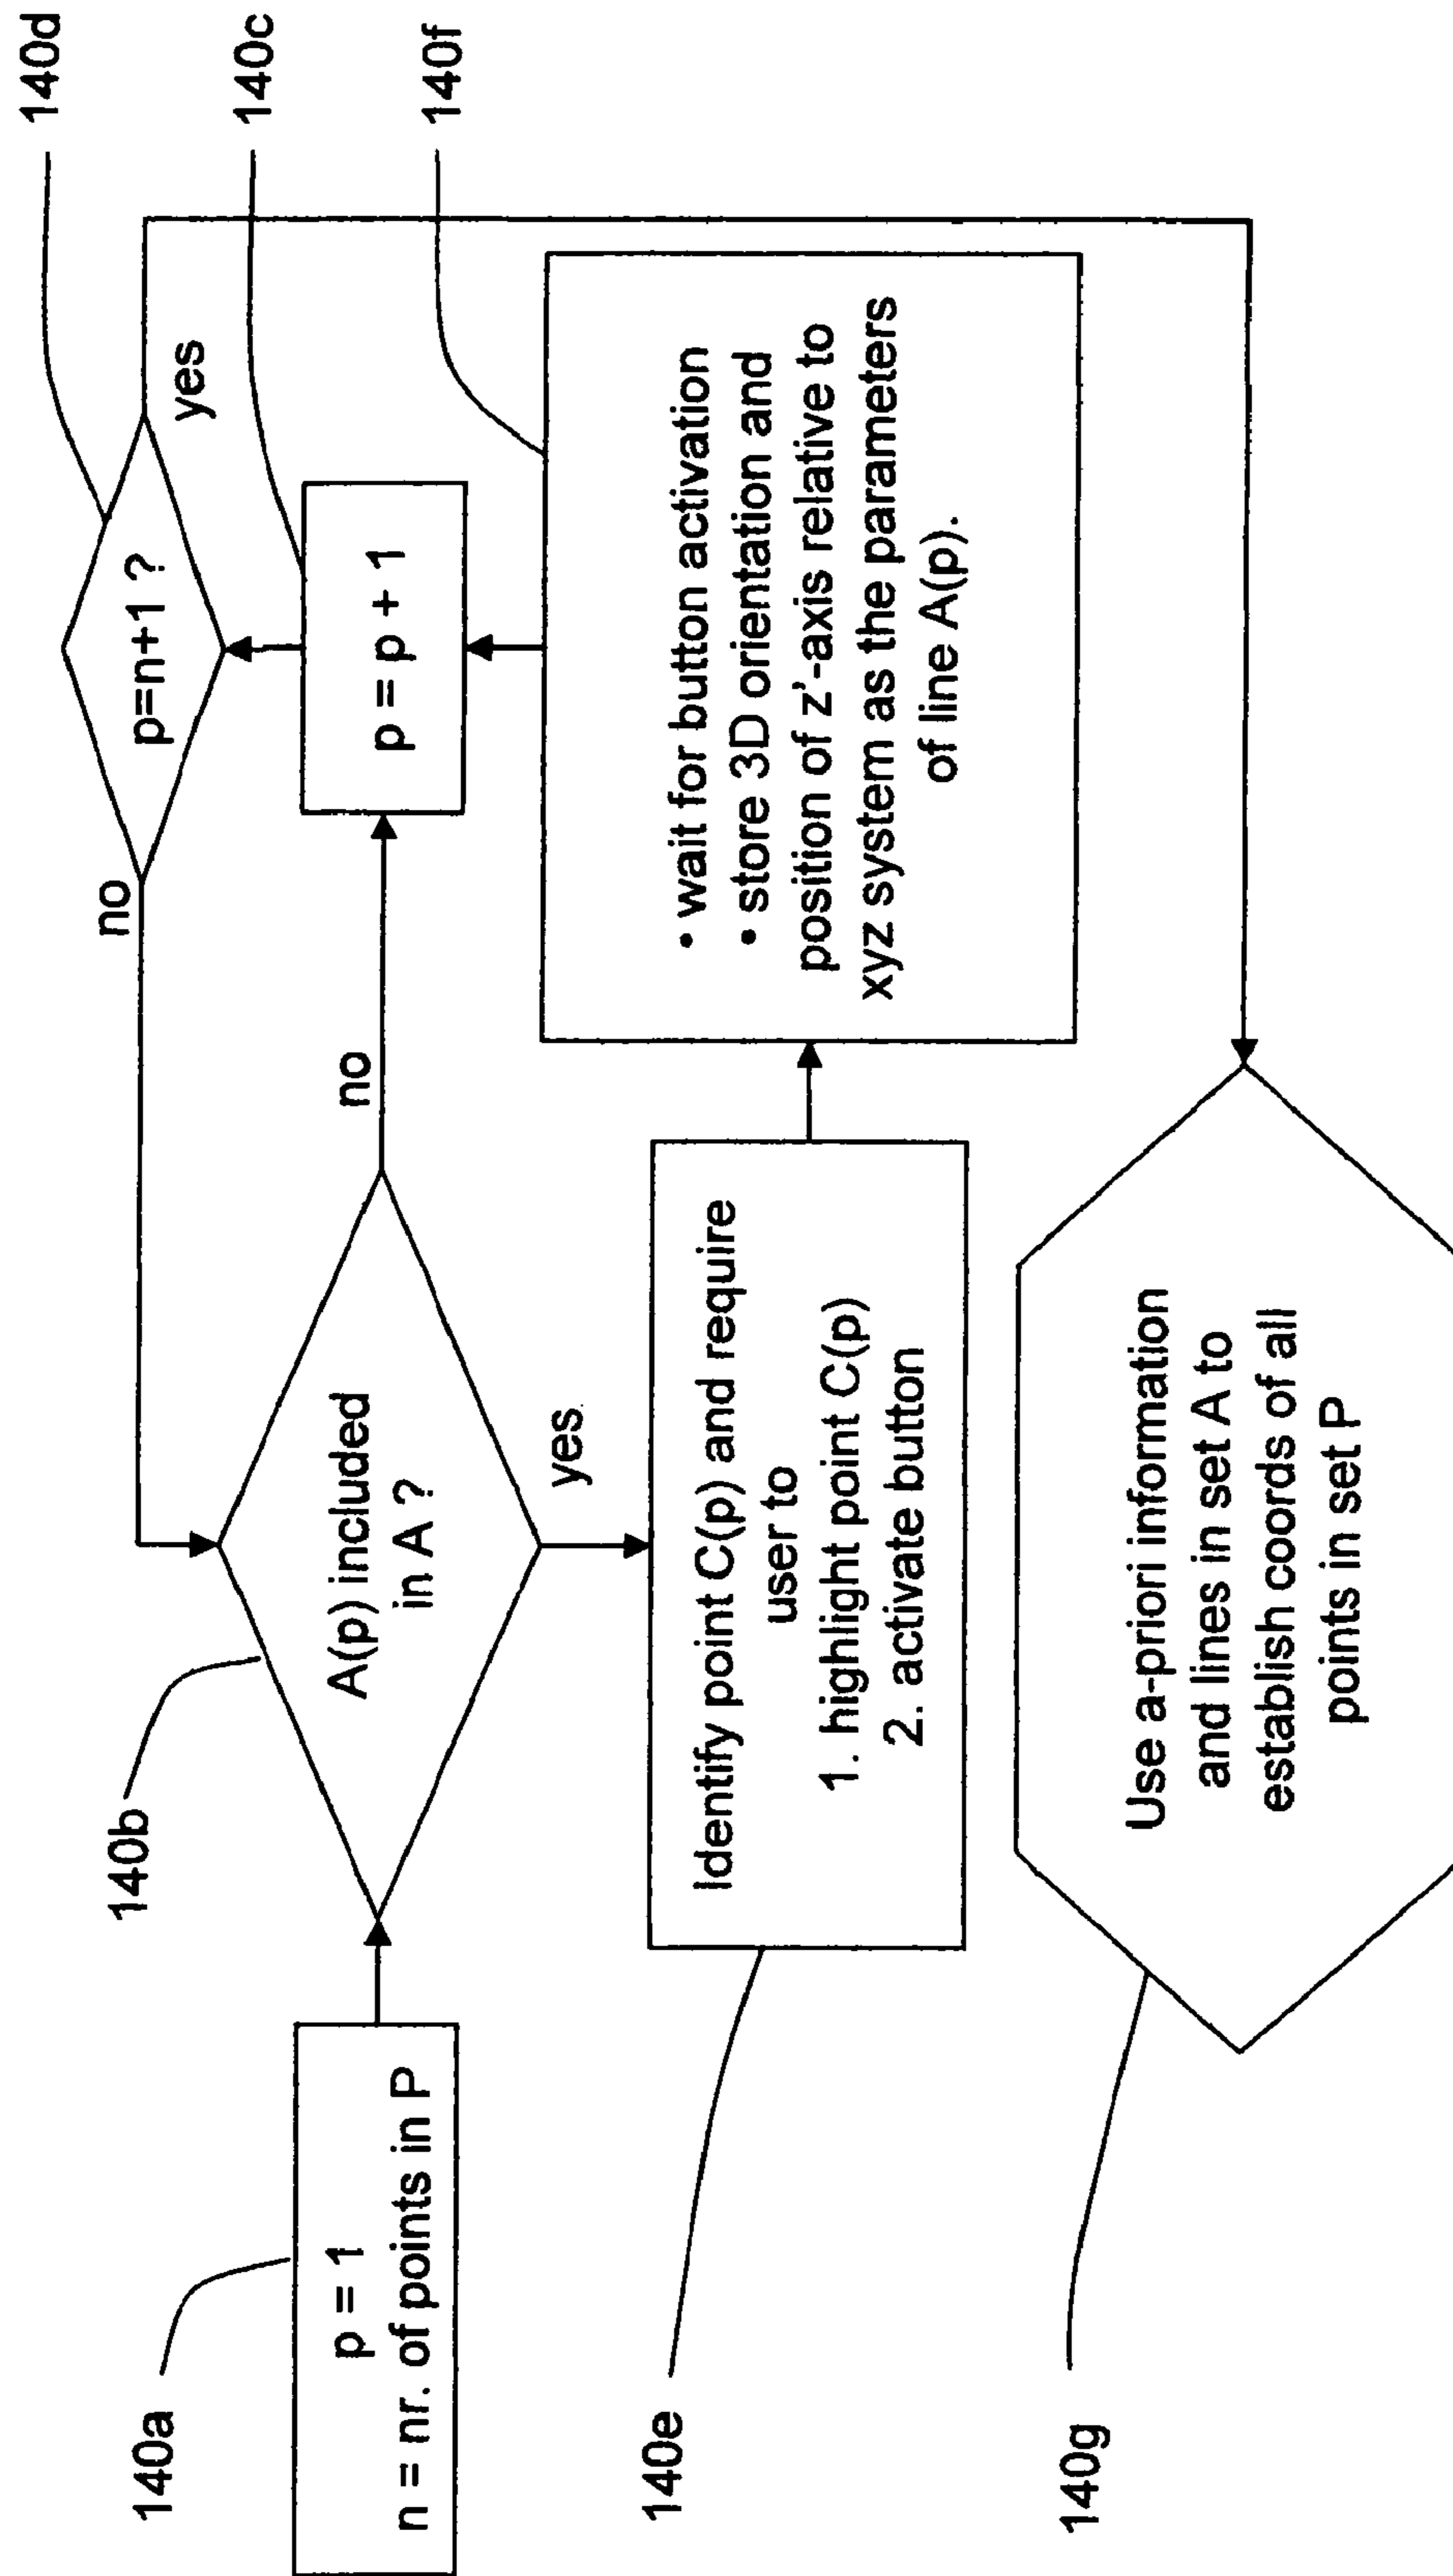 140a
p = 1
n = nr. of points in P
140b
A(p) included
in A ?
no
yes
140c
p = p + 1
140d
p=n+1 ?
no
yes
140e
Identify point C(p) and require
user to
1. highlight point C(p)
2. activate button
140f
• wait for button activation
• store 3D orientation and
position of z'-axis relative to
xyz system as the parameters
of line A(p).
140g
Use a-priori information
and lines in set A to
establish coords of all
points in set P